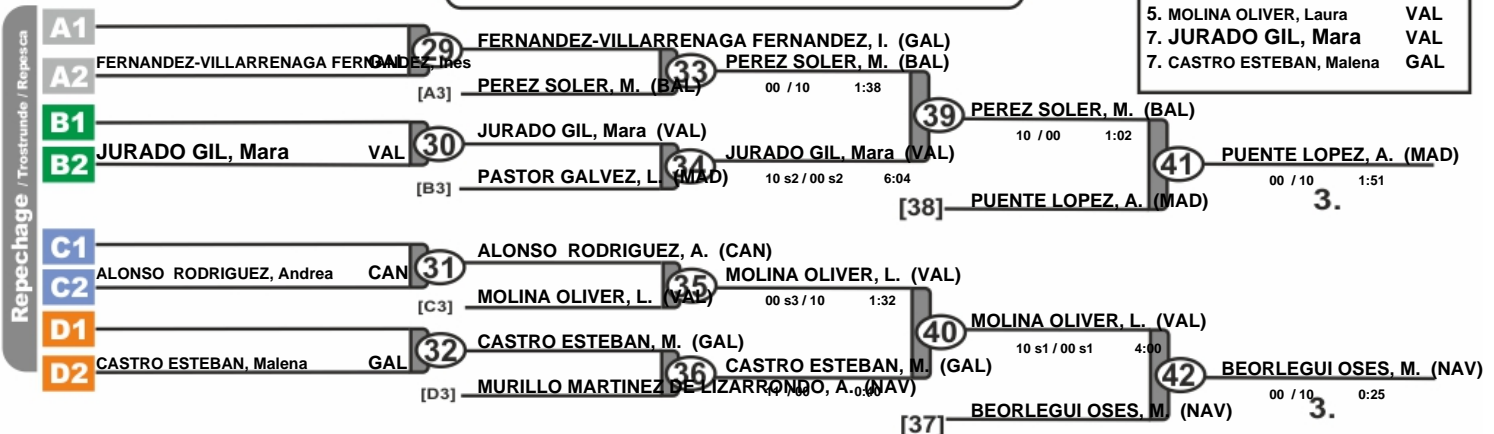 5. MOLINA OLIVER, Laura VAL
7. JURADO GIL, Mara VAL
7. CASTRO ESTEBAN, Malena GAL
Repechage / Trostrunde / Reposca
A1
A2 FERNANDEZ-VILLARRENAGA FERNANDEZ, Ines GAL
29
FERNANDEZ-VILLARRENAGA FERNANDEZ, I. (GAL)
[A3] PEREZ SOLER, M. (BAL)
33
PEREZ SOLER, M. (BAL)
00 / 10 1:38
B1
B2 JURADO GIL, Mara VAL
30
JURADO GIL, Mara (VAL)
[B3] PASTOR GALVEZ, L. (MAD)
34
JURADO GIL, Mara (VAL)
10 s2 / 00 s2 6:04
39
PEREZ SOLER, M. (BAL)
10 / 00 1:02
[38] PUENTE LOPEZ, A. (MAD)
41
PUENTE LOPEZ, A. (MAD)
00 / 10 1:51
3.
C1
C2 ALONSO RODRIGUEZ, Andrea CAN
31
ALONSO RODRIGUEZ, A. (CAN)
[C3] MOLINA OLIVER, L. (VAL)
35
MOLINA OLIVER, L. (VAL)
00 s3 / 10 1:32
D1
D2 CASTRO ESTEBAN, Malena GAL
32
CASTRO ESTEBAN, M. (GAL)
[D3] MURILLO MARTINEZ DE LIZARRONDO, A. (NAV)
36
CASTRO ESTEBAN, M. (GAL)
40
MOLINA OLIVER, L. (VAL)
10 s1 / 00 s1 4:00
[37] BEORLEGUI OSES, M. (NAV)
42
BEORLEGUI OSES, M. (NAV)
00 / 10 0:25
3.